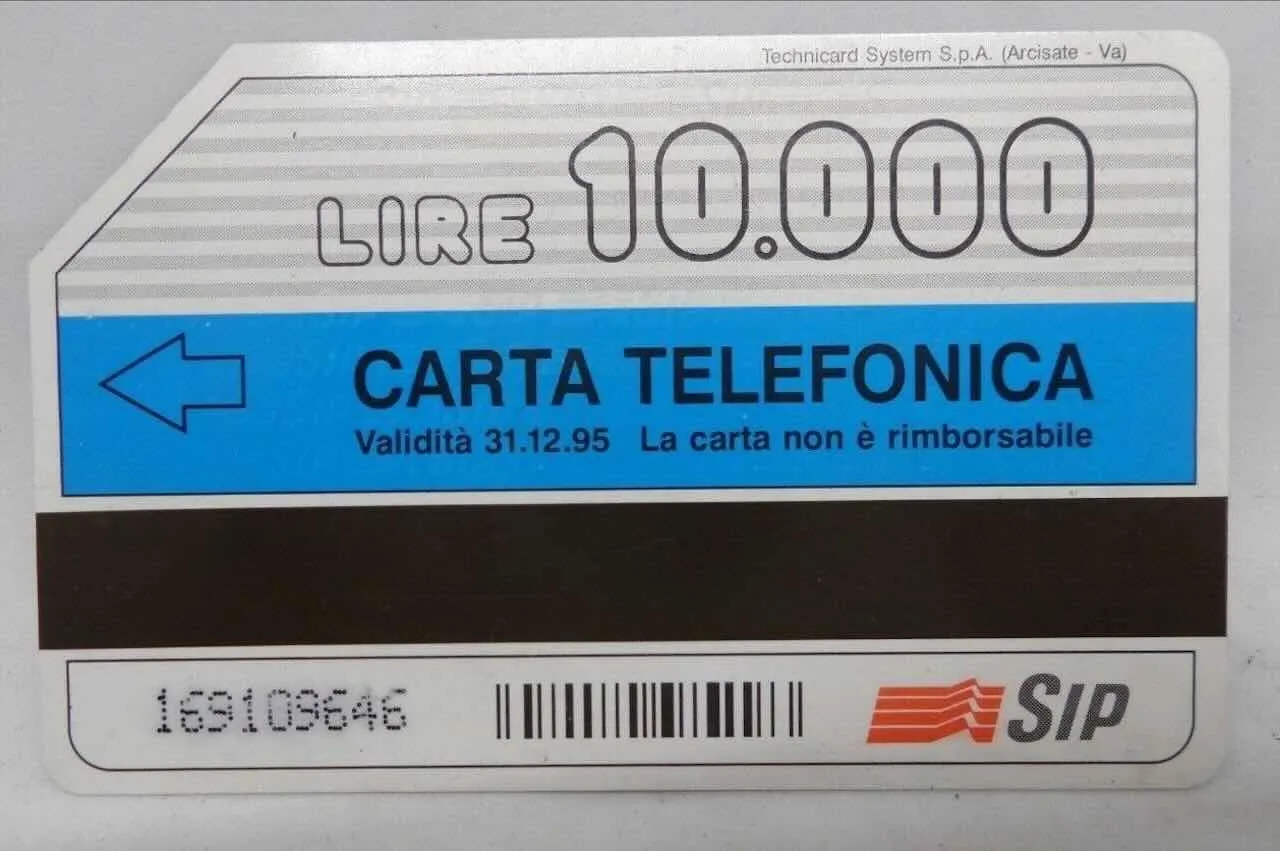 Technicard System S.p.A. (Arcisate - Va)
LIRE 10.000
CARTA TELEFONICA
Validità 31.12.95 La carta non è rimborsabile
169109646 SIP